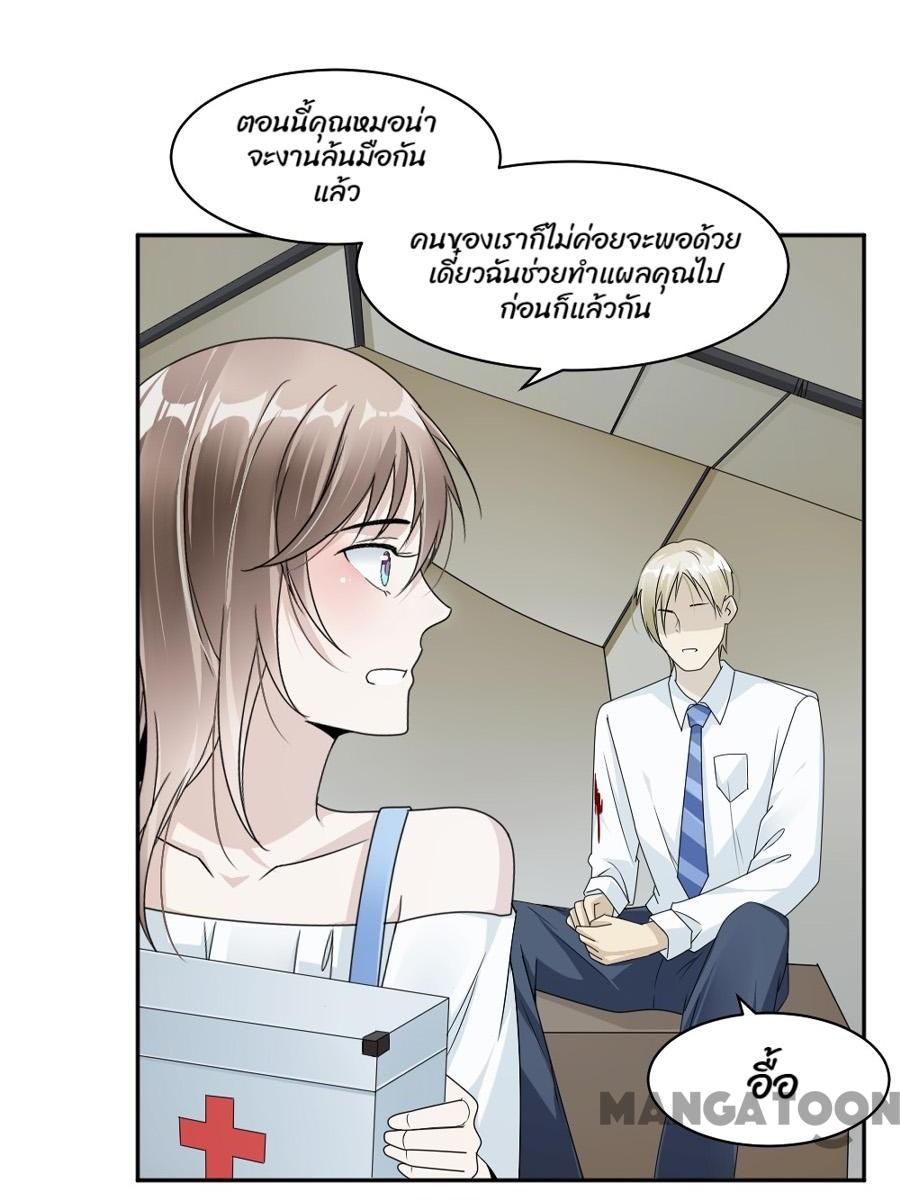 ตอนนี้คุณหมอน่า
จะงานล้นมือกัน
แล้ว
คนของเราก็ไม่ค่อยจะพอด้วย
เดี๋ยวฉันช่วยทำแผลคุณไป
ก่อนก็แล้วกัน
อื้อ
MANGATOON